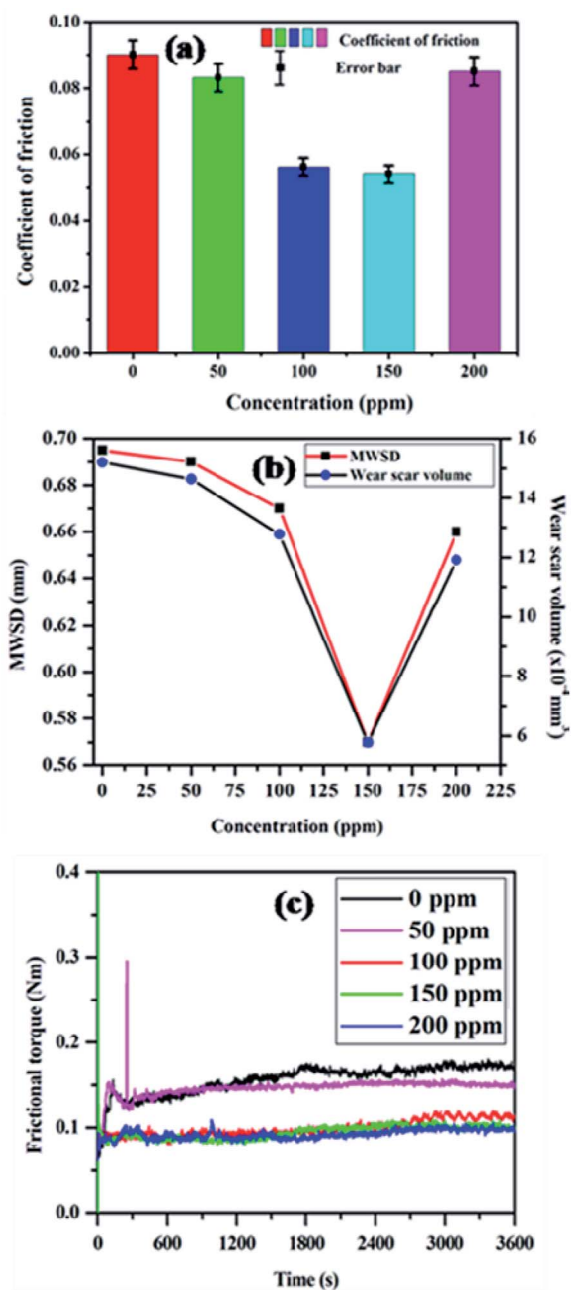 (a)
Coefficient of friction
Error bar
0.10
0.08
0.06
0.04
0.02
0.00
Coefficient of friction
0 50 100 150 200
Concentration (ppm)
(b)
MWSD
Wear scar volume
0.70
0.68
0.66
0.64
0.62
0.60
0.58
0.56
MWSD (mm)
16
14
12
10
8
6
Wear scar volume (x10⁻⁴ mm³)
0 25 50 75 100 125 150 175 200 225
Concentration (ppm)
(c)
0 ppm
50 ppm
100 ppm
150 ppm
200 ppm
0.4
0.3
0.2
0.1
0.0
Frictional torque (Nm)
0 600 1200 1800 2400 3000 3600
Time (s)